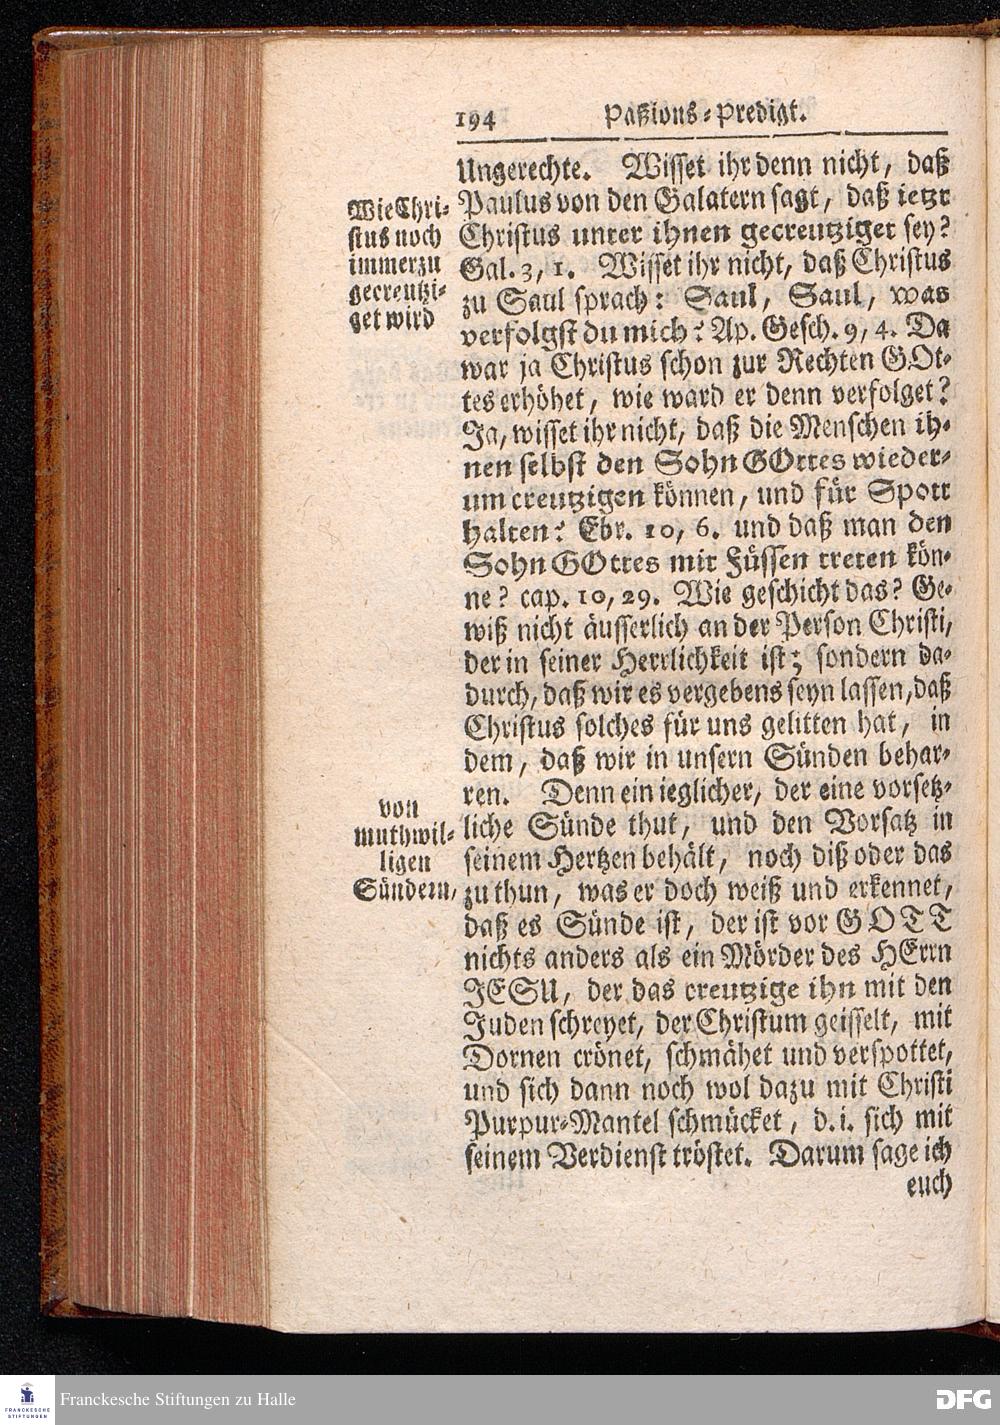 194 Paßions-Predigt.
Ungerechte. Wisset ihr denn nicht, daß
Paulus von den Galatern sagt, daß ietzt
Christus unter ihnen gecreutziget sey?
Gal. 3, 1. Wisset ihr nicht, daß Christus
zu Saul sprach: Saul, Saul, was
verfolgst du mich? Ap. Gesch. 9, 4. Da
war ja Christus schon zur Rechten GOt-
tes erhöhet, wie ward er denn verfolget?
Ja, wisset ihr nicht, daß die Menschen ih-
nen selbst den Sohn GOttes wieder-
um creutzigen können, und für Spott
halten? Ebr. 10, 6. und daß man den
Sohn GOttes mit Füssen treten kön-
ne? cap. 10, 29. Wie geschicht das? Ge-
wiß nicht äusserlich an der Person Christi,
der in seiner Herrlichkeit ist; sondern da-
durch, daß wir es vergebens seyn lassen, daß
Christus solches für uns gelitten hat, in
dem, daß wir in unsern Sünden behar-
ren. Denn ein ieglicher, der eine vorsetz-
liche Sünde thut, und den Vorsatz in
seinem Hertzen behält, noch diß oder das
zu thun, was er doch weiß und erkennet,
daß es Sünde ist, der ist vor GOTT
nichts anders als ein Mörder des HErrn
JESU, der das creutzige ihn mit den
Juden schreyet, der Christum geisselt, mit
Dornen crönet, schmähet und verspottet,
und sich dann noch wol dazu mit Christi
Purpur-Mantel schmücket, d. i. sich mit
seinem Verdienst tröstet. Darum sage ich
euch
Wie Chri-
stus noch
immerzu
gecreutzi-
get wird
von
muthwil-
ligen
Sündern,
FRANCKESCHE
STIFTUNGEN
Franckesche Stiftungen zu Halle
DFG